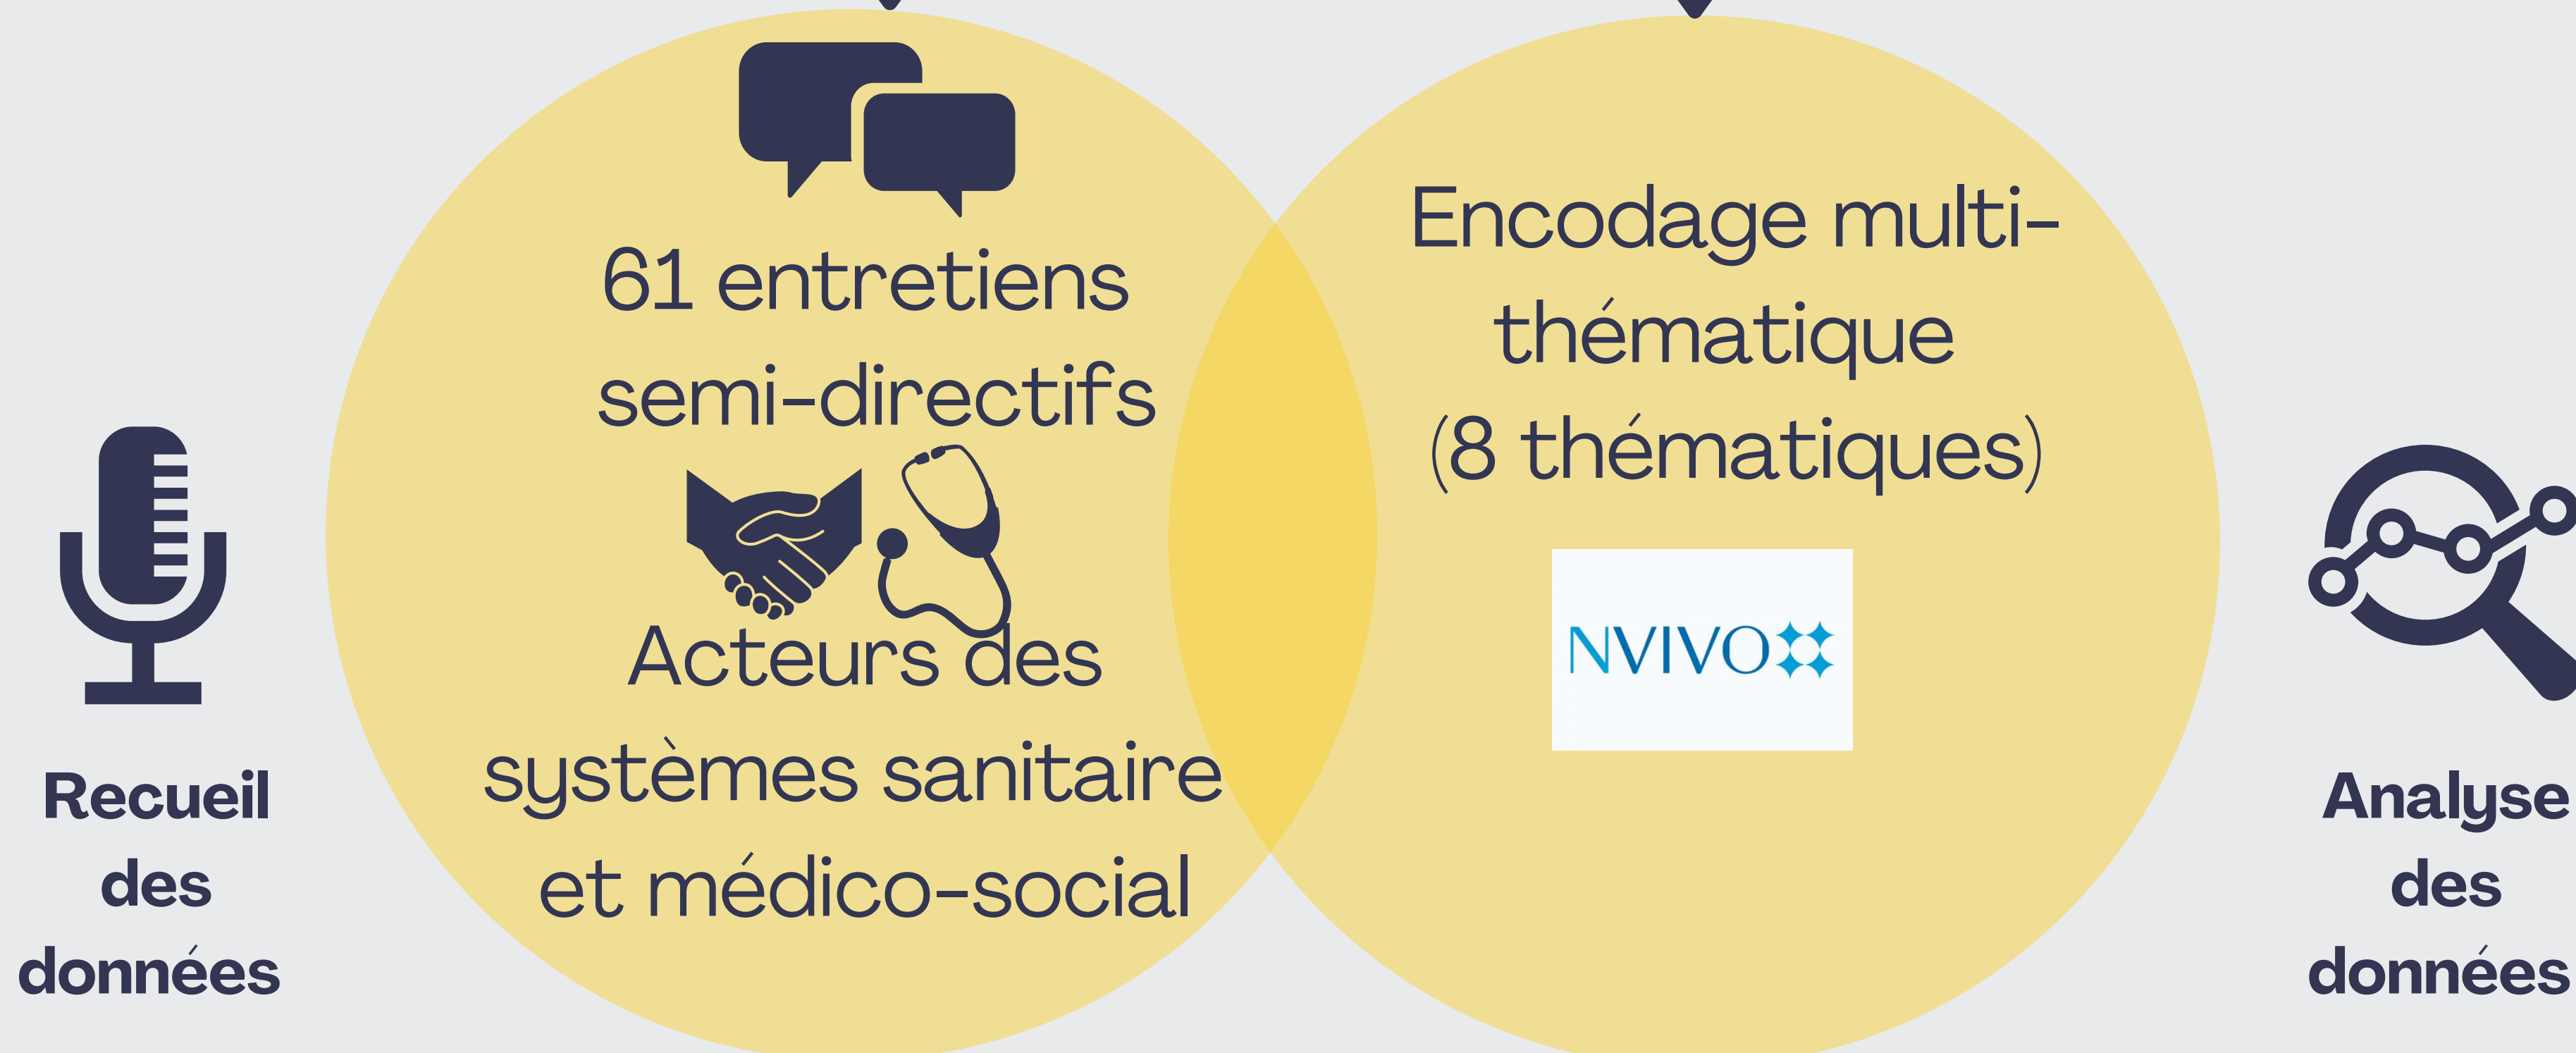 61 entretiens
semi-directifs
Acteurs des
systèmes sanitaire
et médico-social
Encodage multi-
thématique
(8 thématiques)
NVIVO
Recueil
des
données
Analyse
des
données